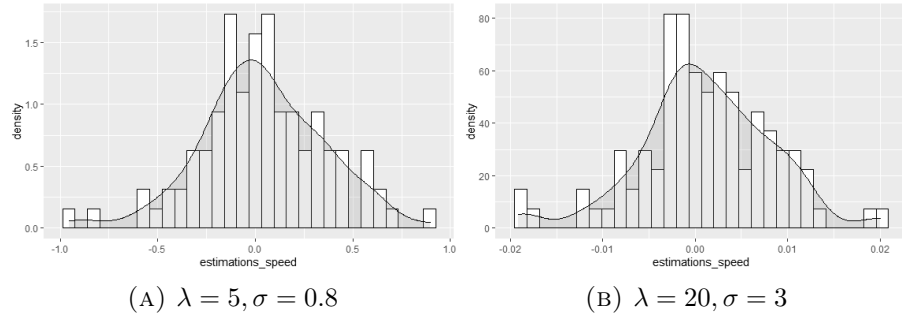 1.5
1.0
0.5
0.0
density
-1.0 -0.5 0.0 0.5 1.0
estimations_speed
(A) λ = 5, σ = 0.8
80
60
40
20
0
density
-0.02 -0.01 0.00 0.01 0.02
estimations_speed
(B) λ = 20, σ = 3